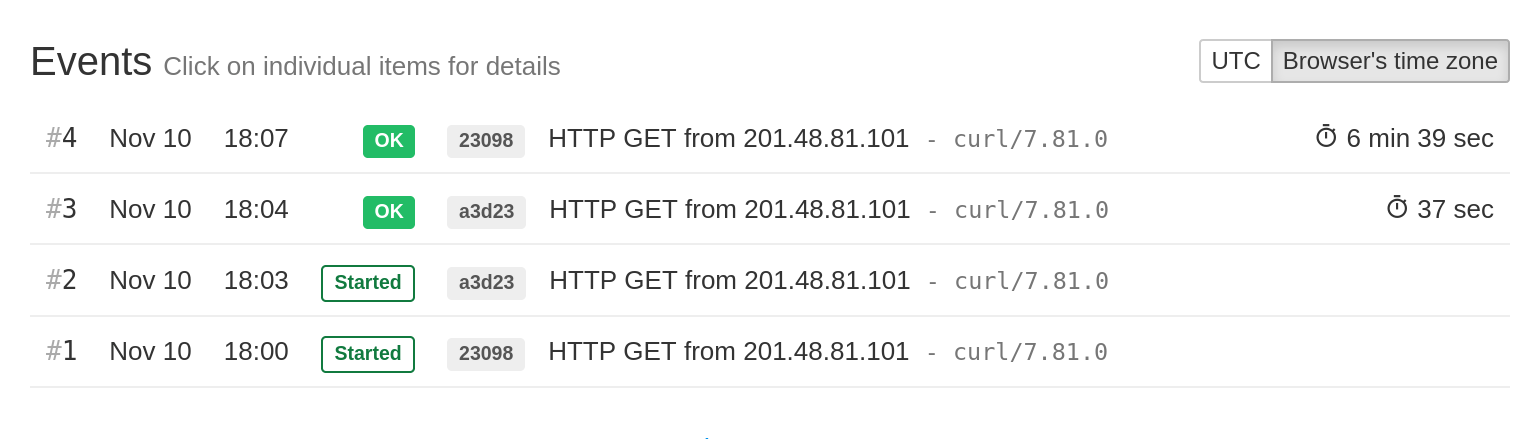 Events Click on individual items for details UTC Browser's time zone
#4 Nov 10 18:07 OK 23098 HTTP GET from 201.48.81.101 - curl/7.81.0 6 min 39 sec
#3 Nov 10 18:04 OK a3d23 HTTP GET from 201.48.81.101 - curl/7.81.0 37 sec
#2 Nov 10 18:03 Started a3d23 HTTP GET from 201.48.81.101 - curl/7.81.0
#1 Nov 10 18:00 Started 23098 HTTP GET from 201.48.81.101 - curl/7.81.0